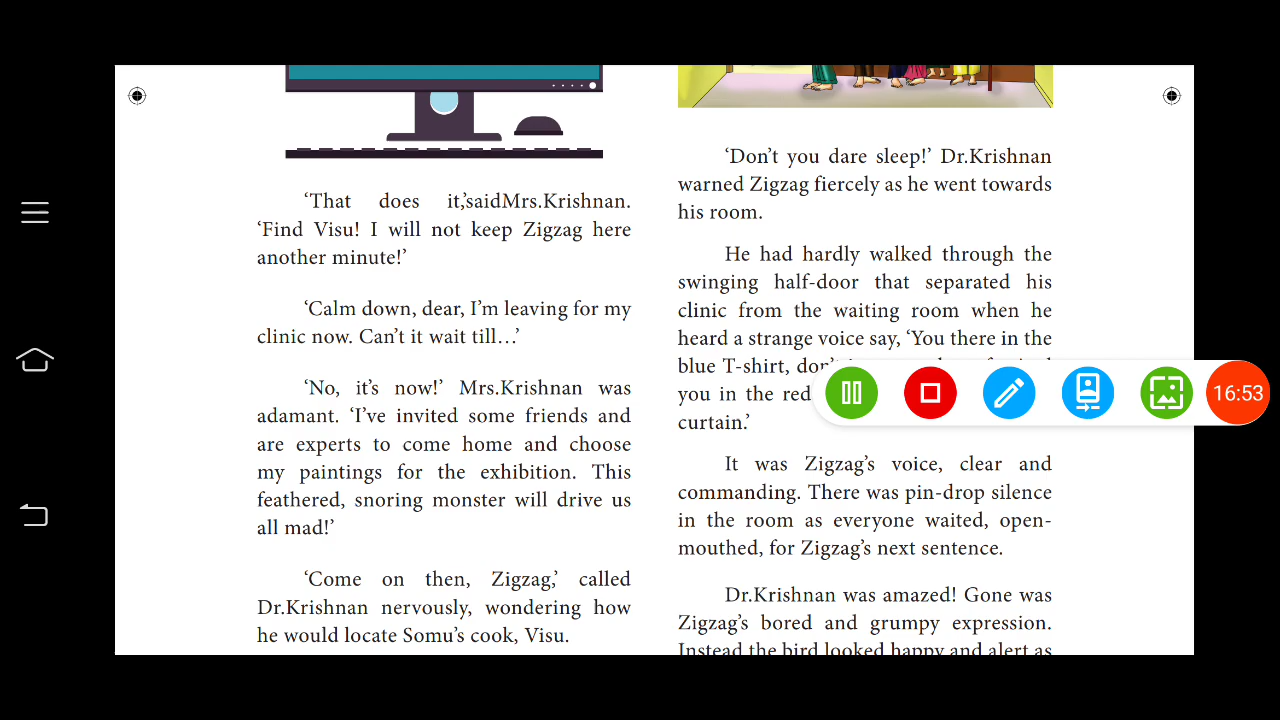 ‘That does it,’saidMrs.Krishnan.
‘Find Visu! I will not keep Zigzag here
another minute!’
‘Calm down, dear, I’m leaving for my
clinic now. Can’t it wait till…’
‘No, it’s now!’ Mrs.Krishnan was
adamant. ‘I’ve invited some friends and
are experts to come home and choose
my paintings for the exhibition. This
feathered, snoring monster will drive us
all mad!’
‘Come on then, Zigzag,’ called
Dr.Krishnan nervously, wondering how
he would locate Somu’s cook, Visu.
‘Don’t you dare sleep!’ Dr.Krishnan
warned Zigzag fiercely as he went towards
his room.
He had hardly walked through the
swinging half-door that separated his
clinic from the waiting room when he
heard a strange voice say, ‘You there in the
blue T-shirt,
you in the red
curtain.’
It was Zigzag’s voice, clear and
commanding. There was pin-drop silence
in the room as everyone waited, open-
mouthed, for Zigzag’s next sentence.
Dr.Krishnan was amazed! Gone was
Zigzag’s bored and grumpy expression.
Instead the bird looked happy and alert as
16:53